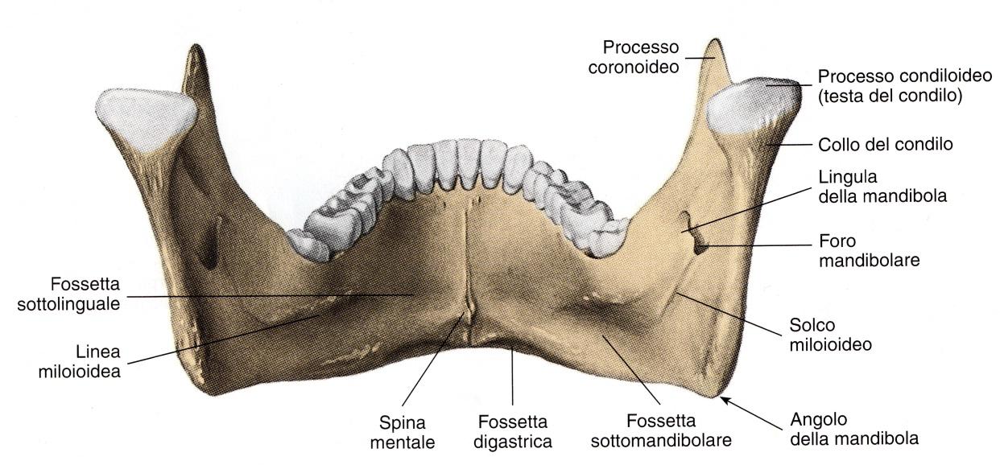 Processo
coronoideo
Processo condiloideo
(testa del condilo)
Collo del condilo
Lingula
della mandibola
Foro
mandibolare
Fossetta
sottolinguale
Solco
miloioideo
Linea
miloioidea
Spina
mentale
Fossetta
digastrica
Fossetta
sottomandibolare
Angolo
della mandibola